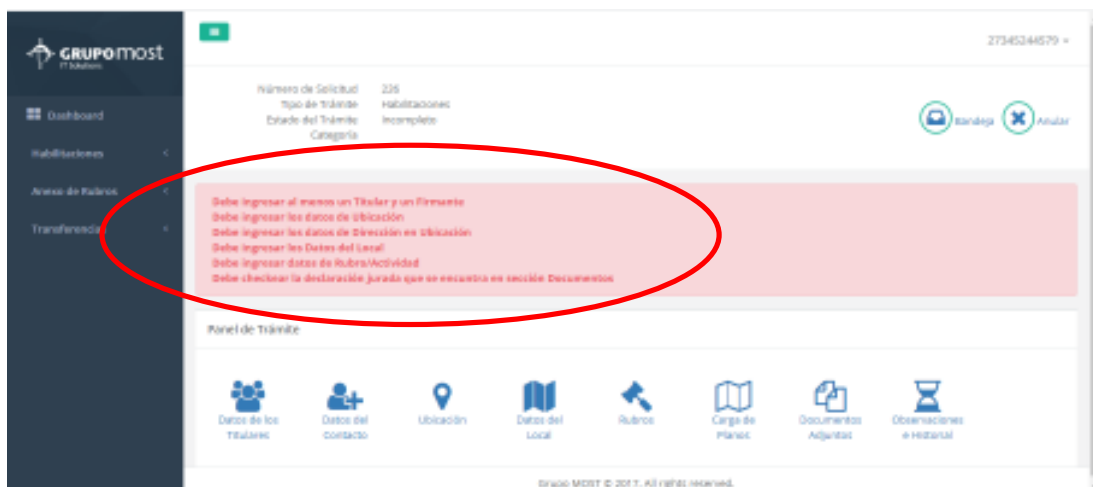 GRUPOmost
IT Solutions
27345244579
Número de Solicitud 226
Tipo de Trámite Habilitaciones
Estado del Trámite Incompleto
Categoría
Bandeja
Anular
Dashboard
Habilitaciones
Anexo de Rubros
Transferencias
Debe ingresar al menos un Titular y un Firmante
Debe ingresar los datos de Ubicación
Debe ingresar los datos de Dirección en Ubicación
Debe ingresar los Datos del Local
Debe ingresar datos de Rubro/Actividad
Debe checkear la declaración jurada que se encuentra en sección Documentos
Panel de Trámite
Datos de los
Titulares
Datos del
Contacto
Ubicación
Datos del
Local
Rubros
Carga de
Planos
Documentos
Adjuntos
Observaciones
e Historial
Grupo MOST © 2017. All rights reserved.